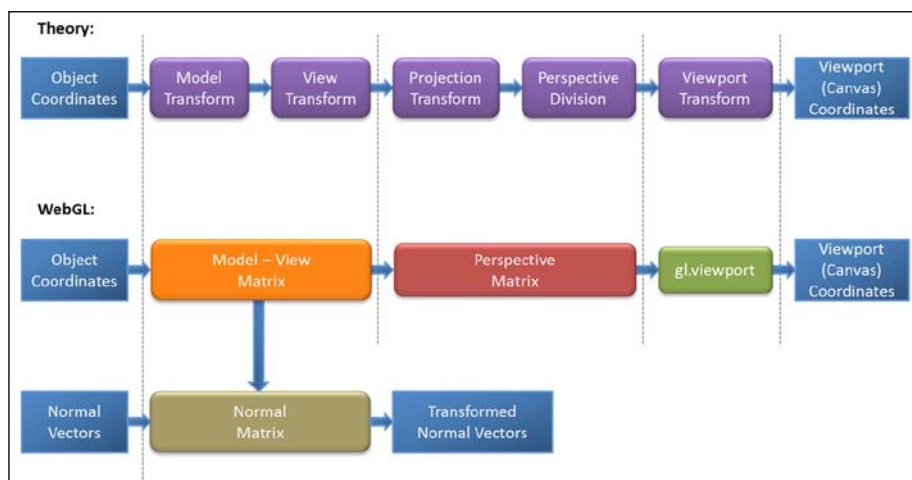 Theory:
Object
Coordinates
Model
Transform
View
Transform
Projection
Transform
Perspective
Division
Viewport
Transform
Viewport
(Canvas)
Coordinates
WebGL:
Object
Coordinates
Model – View
Matrix
Perspective
Matrix
gl.viewport
Viewport
(Canvas)
Coordinates
Normal
Vectors
Normal
Matrix
Transformed
Normal Vectors